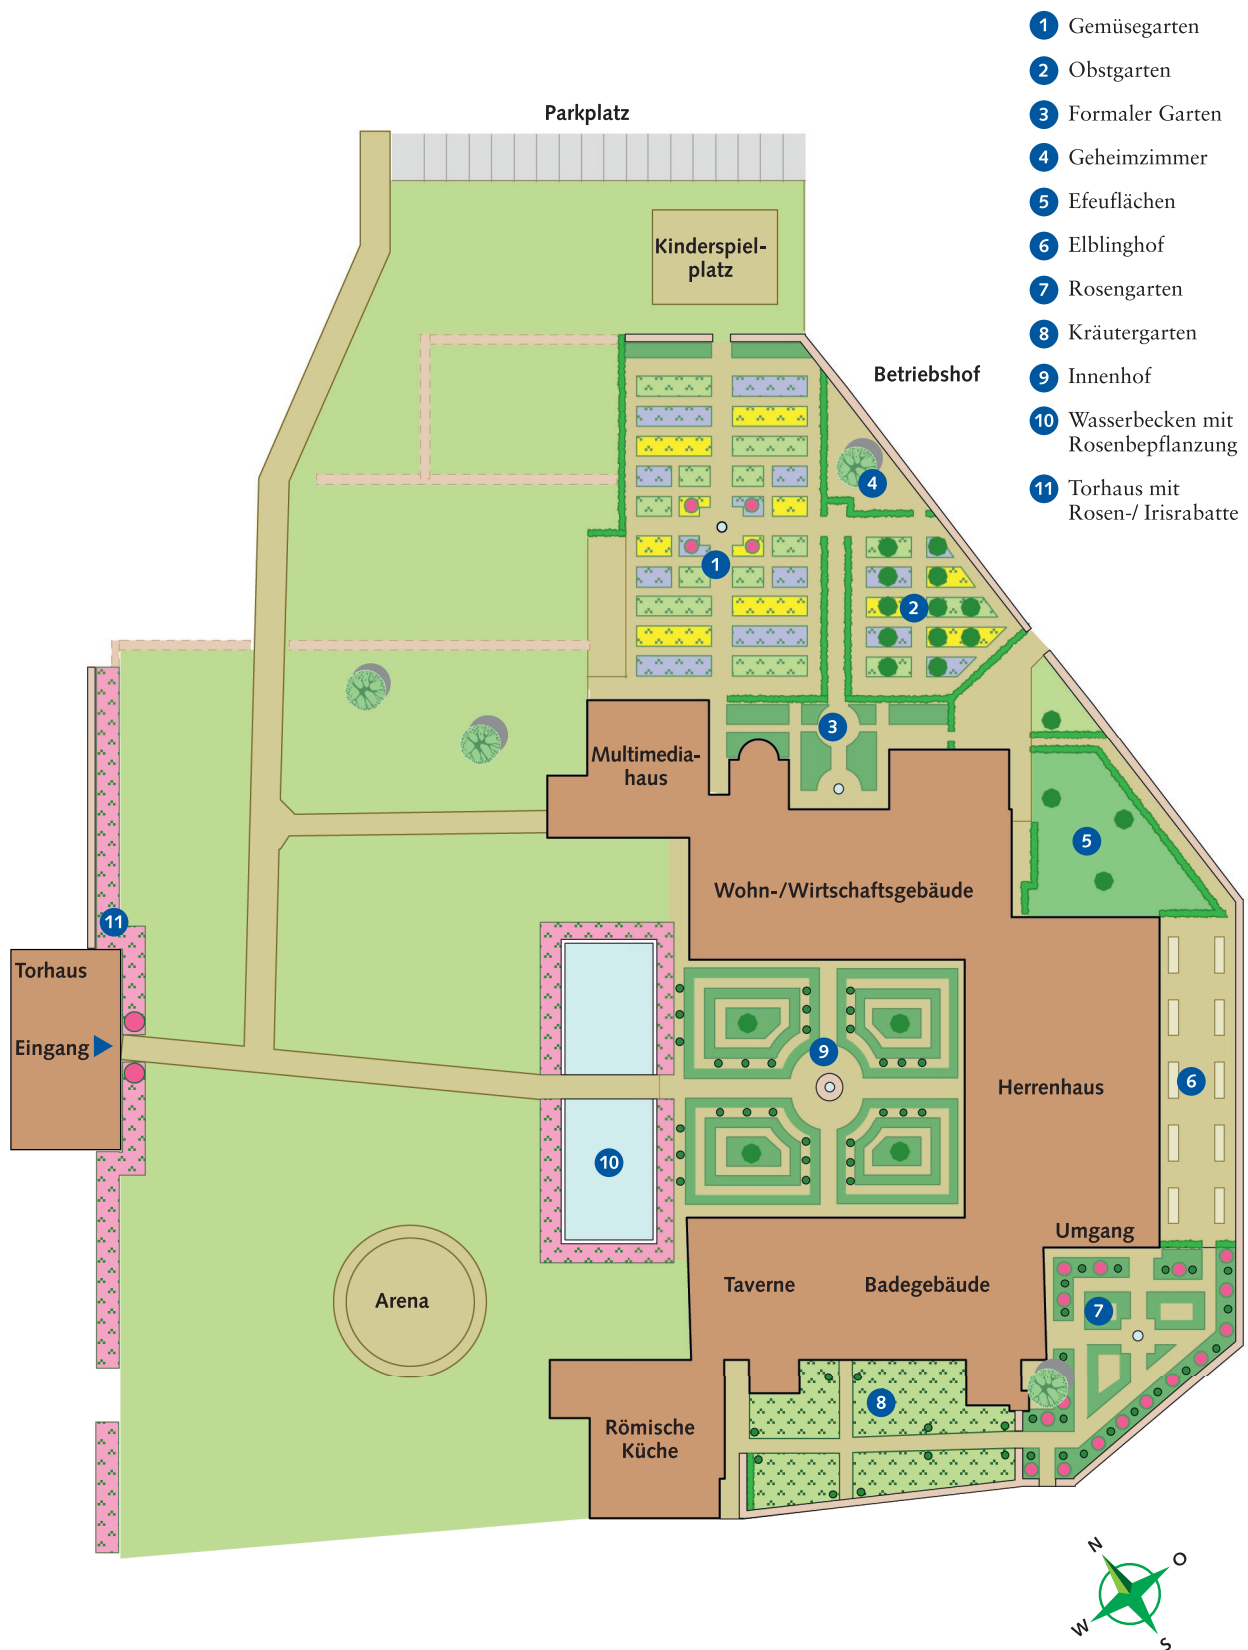 1 Gemüsegarten
2 Obstgarten
3 Formaler Garten
4 Geheimzimmer
5 Efeuflächen
6 Elblinghof
7 Rosengarten
8 Kräutergarten
9 Innenhof
10 Wasserbecken mit
Rosenbepflanzung
11 Torhaus mit
Rosen-/ Irisrabatte
Parkplatz
Kinderspiel-
platz
Betriebshof
4
1
2
3
Multimedia-
haus
5
Wohn-/Wirtschaftsgebäude
11
Torhaus
Eingang
9
Herrenhaus
6
10
Umgang
Arena
Taverne
Badegebäude
7
8
Römische
Küche
N
O
W
S